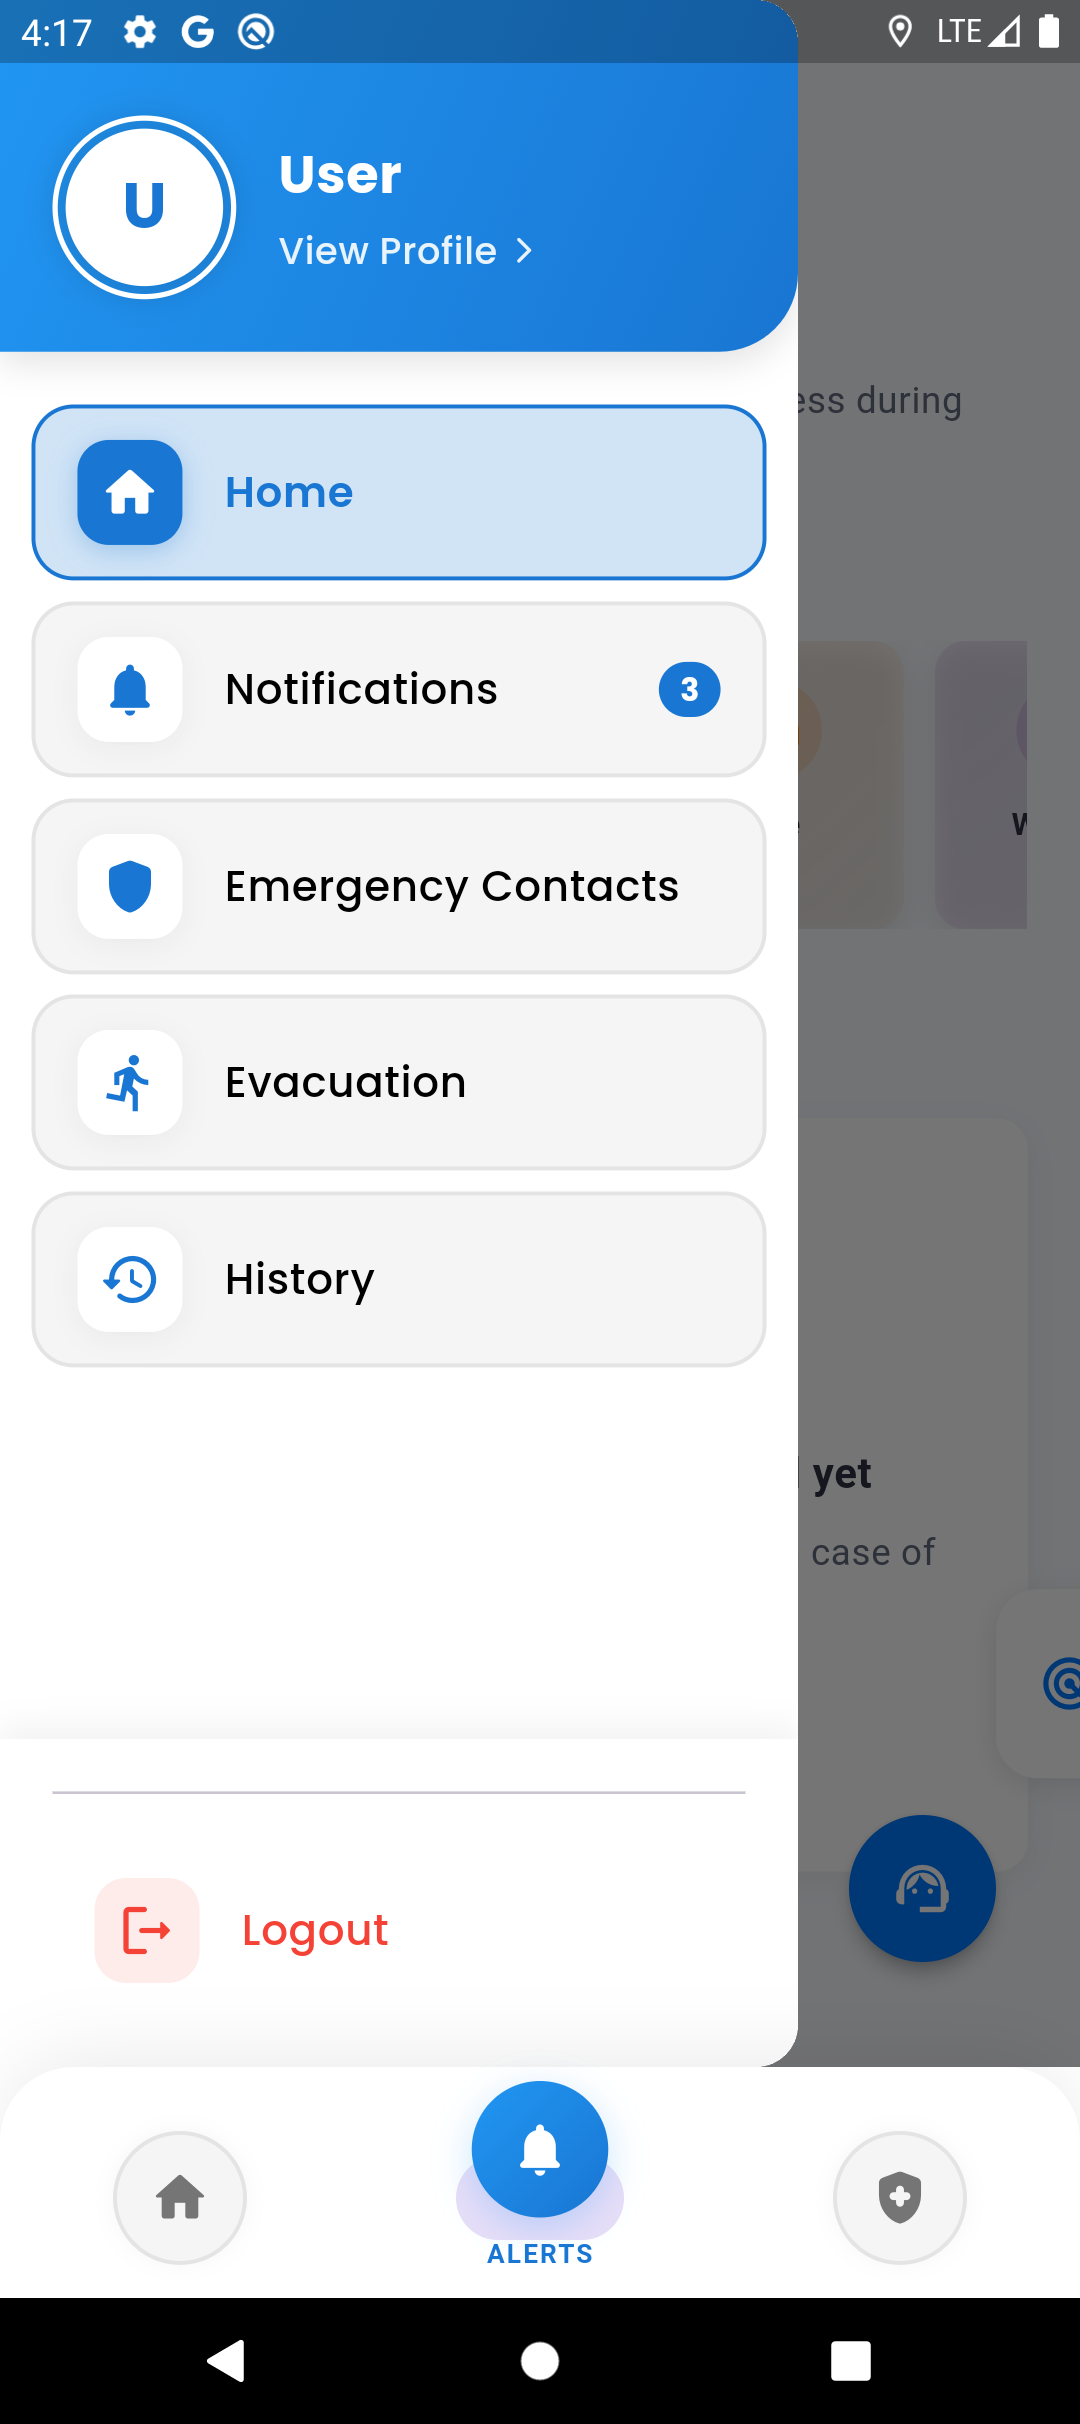 4:17
LTE
U
User
View Profile
ess during
Home
Notifications
3
Emergency Contacts
Evacuation
History
yet
case of
Logout
ALERTS